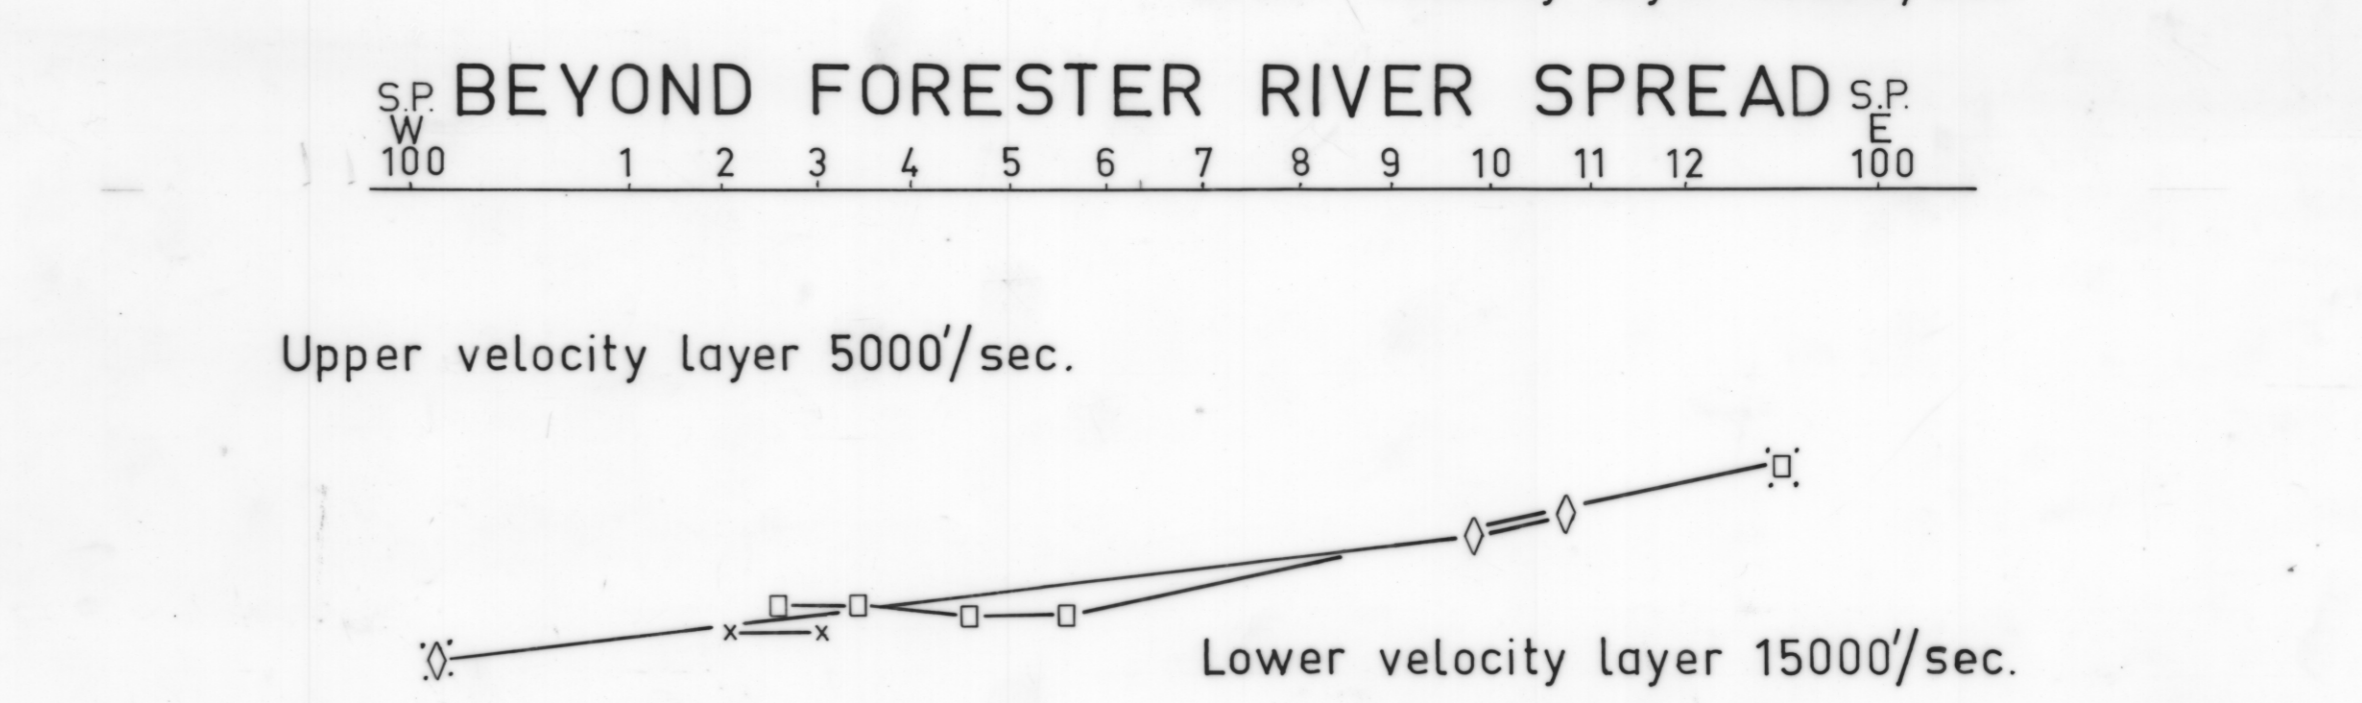 S.P. BEYOND FORESTER RIVER SPREAD S.P.
W E
100 1 2 3 4 5 6 7 8 9 10 11 12 100
Upper velocity layer 5000'/sec.
x x
Lower velocity layer 15000'/sec.